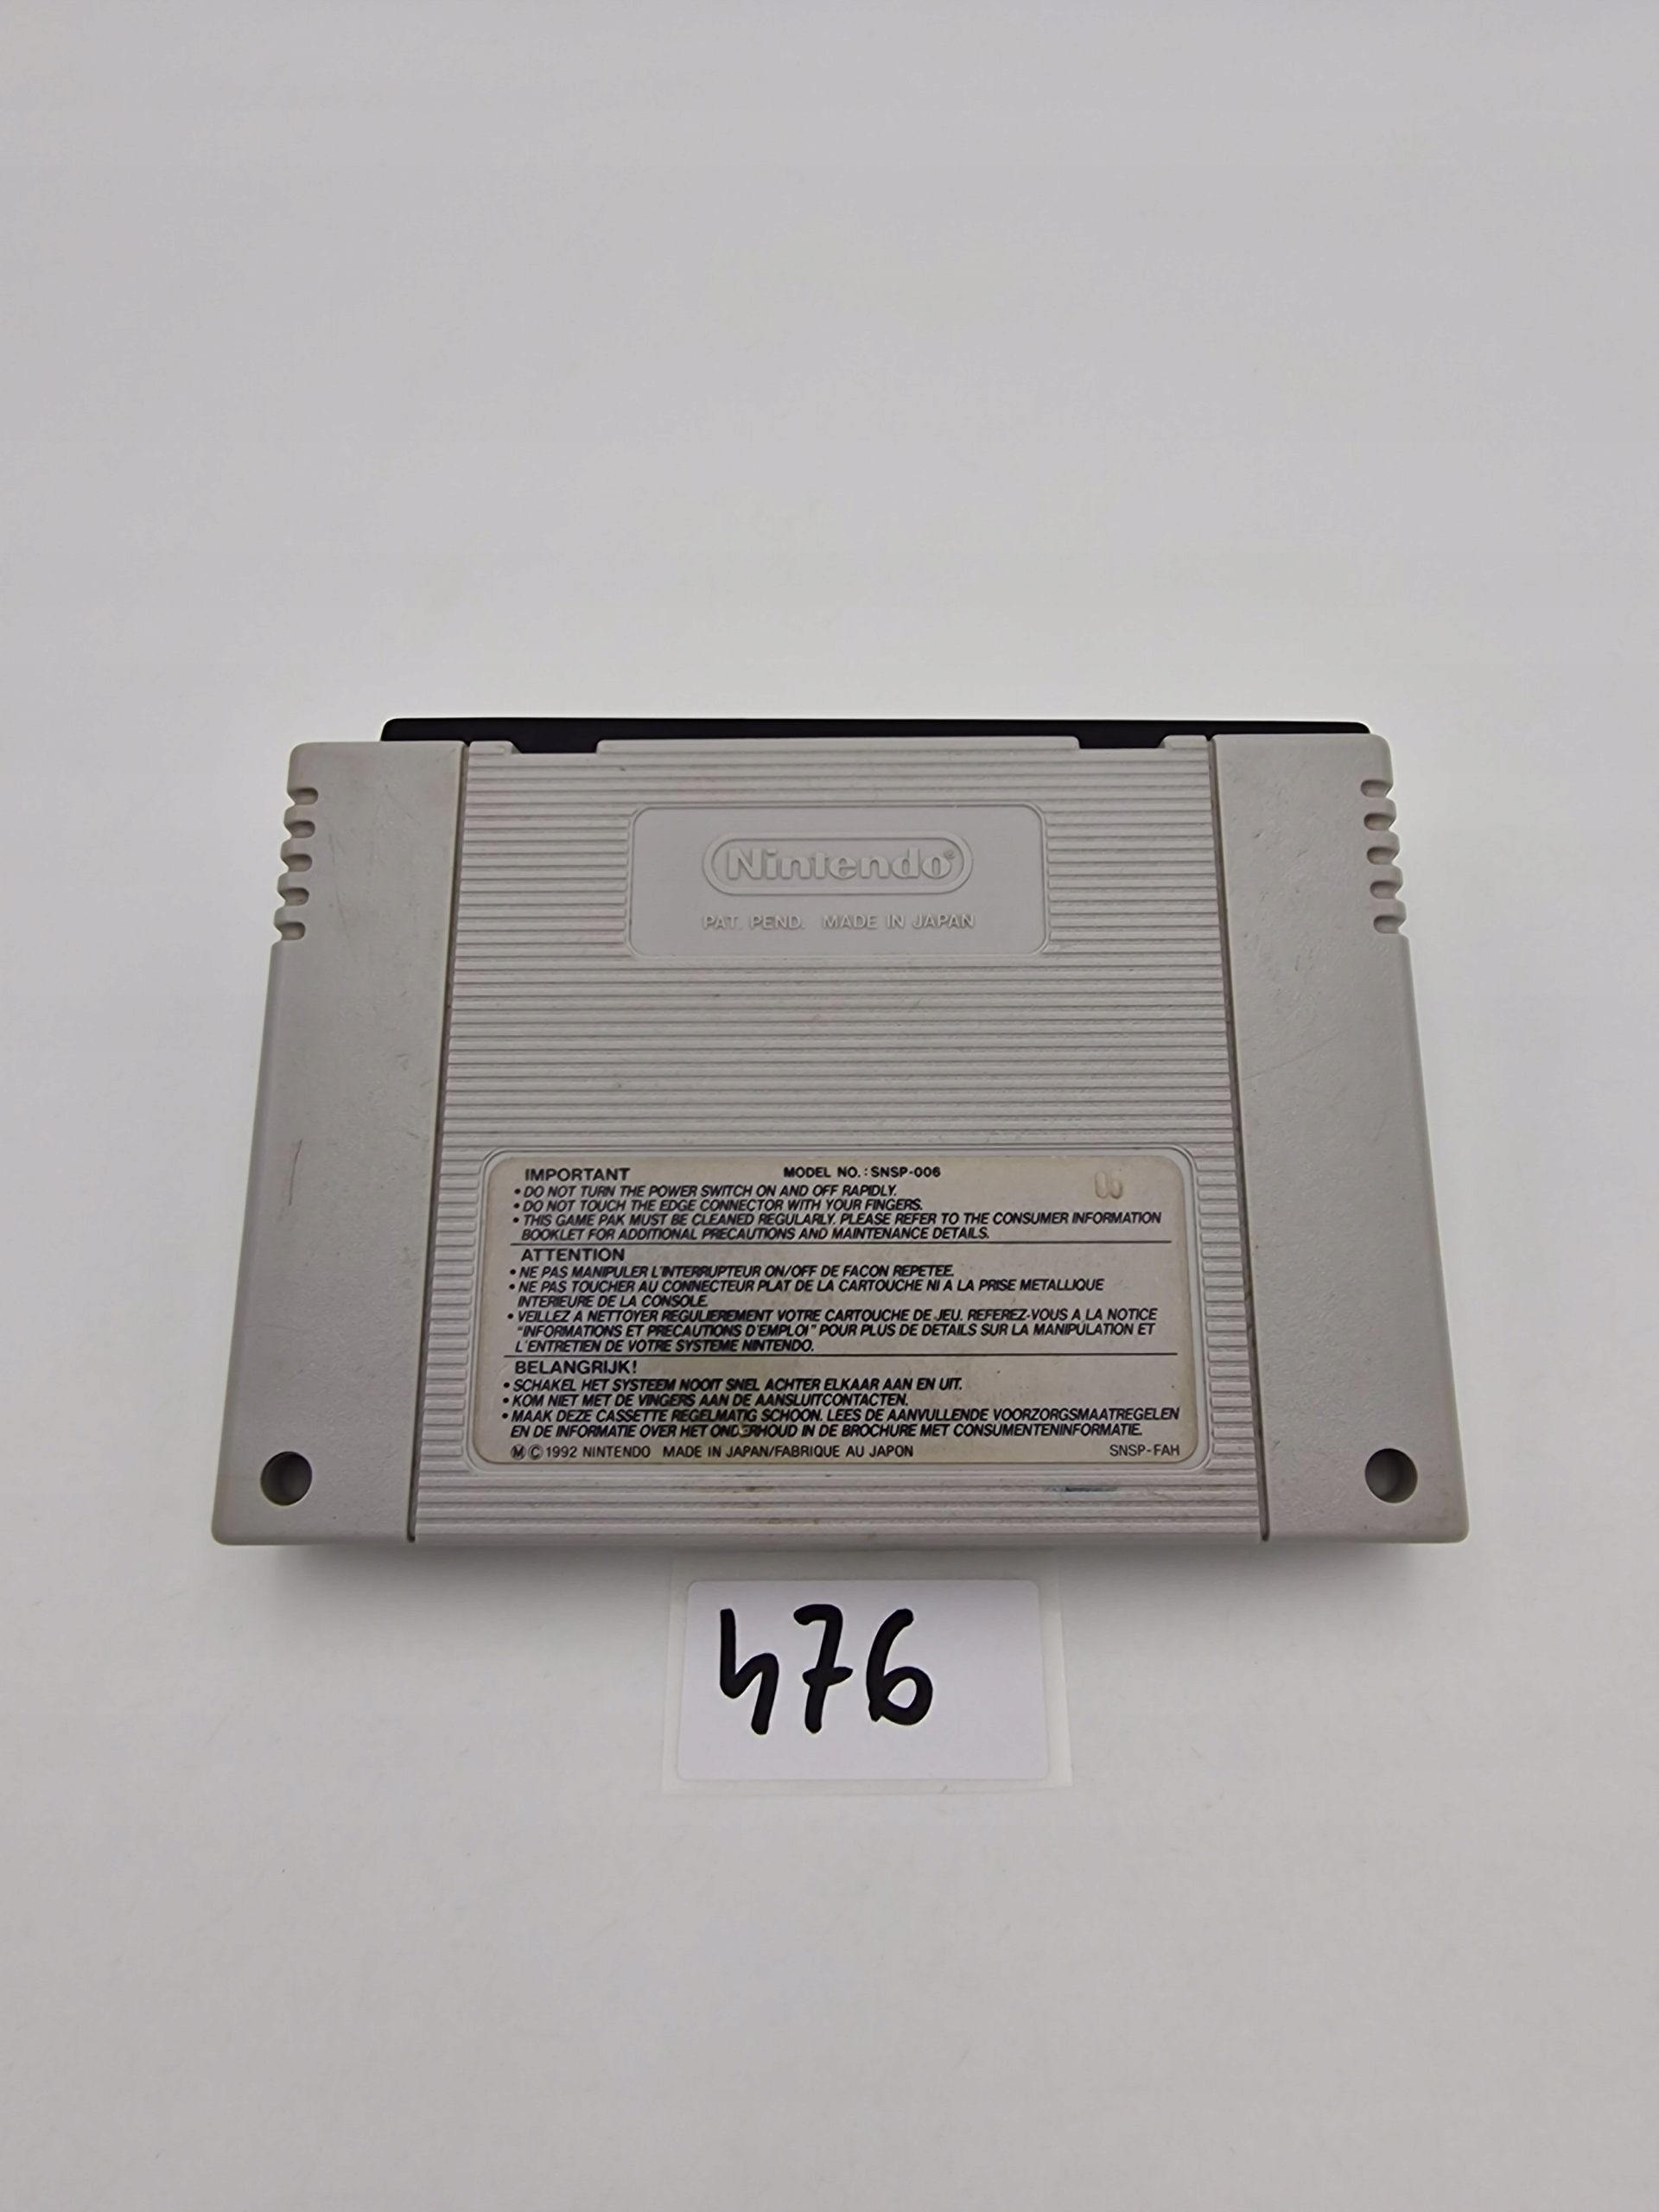 Nintendo®
PAT. PEND. MADE IN JAPAN
IMPORTANT MODEL NO.: SNSP-006
06
• DO NOT TURN THE POWER SWITCH ON AND OFF RAPIDLY.
• DO NOT TOUCH THE EDGE CONNECTOR WITH YOUR FINGERS.
• THIS GAME PAK MUST BE CLEANED REGULARLY. PLEASE REFER TO THE CONSUMER INFORMATION
BOOKLET FOR ADDITIONAL PRECAUTIONS AND MAINTENANCE DETAILS.
ATTENTION
• NE PAS MANIPULER L'INTERRUPTEUR ON/OFF DE FACON REPETEE.
• NE PAS TOUCHER AU CONNECTEUR PLAT DE LA CARTOUCHE NI A LA PRISE METALLIQUE
INTERIEURE DE LA CONSOLE.
• VEILLEZ A NETTOYER REGULIEREMENT VOTRE CARTOUCHE DE JEU. REFEREZ-VOUS A LA NOTICE
"INFORMATIONS ET PRECAUTIONS D'EMPLOI" POUR PLUS DE DETAILS SUR LA MANIPULATION ET
L'ENTRETIEN DE VOTRE SYSTEME NINTENDO.
BELANGRIJK!
• SCHAKEL HET SYSTEEM NOOIT SNEL ACHTER ELKAAR AAN EN UIT.
• KOM NIET MET DE VINGERS AAN DE AANSLUITCONTACTEN.
• MAAK DEZE CASSETTE REGELMATIG SCHOON. LEES DE AANVULLENDE VOORZORGSMAATREGELEN
EN DE INFORMATIE OVER HET ONDERHOUD IN DE BROCHURE MET CONSUMENTENINFORMATIE.
Ⓜ © 1992 NINTENDO MADE IN JAPAN/FABRIQUE AU JAPON SNSP-FAH
476